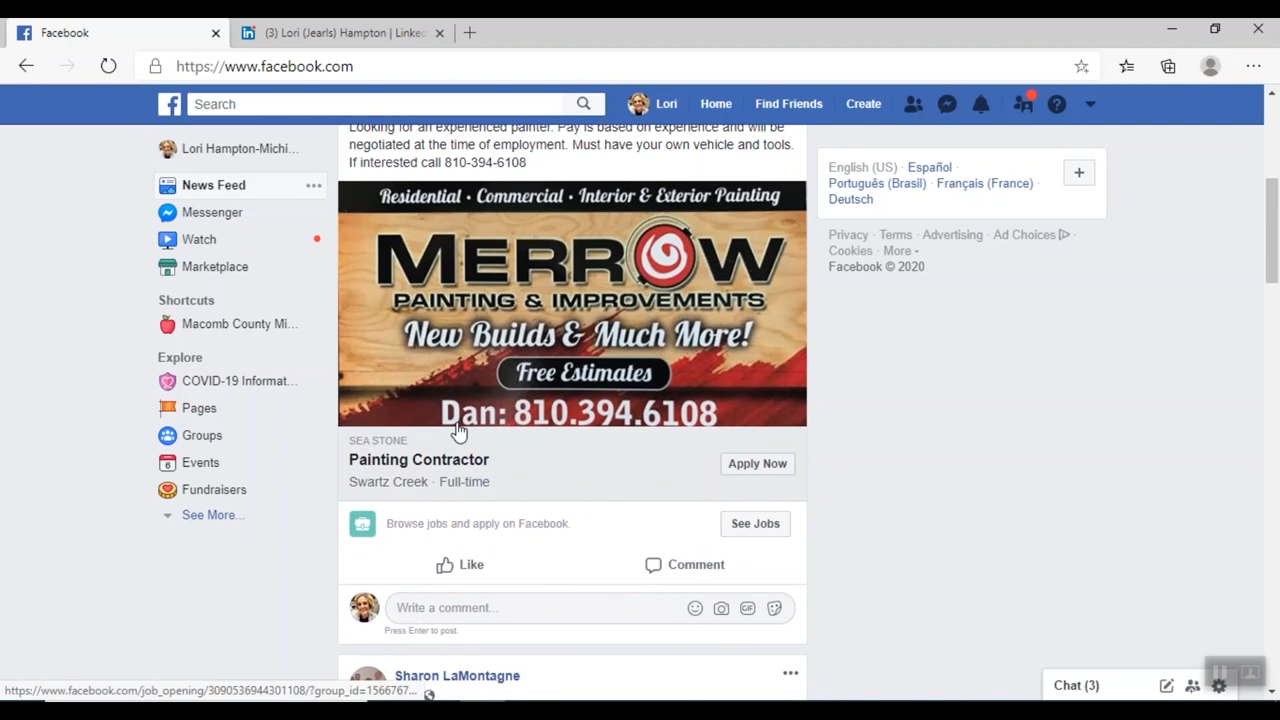 Facebook
(3) Lori (Jearls) Hampton | Linke
https://www.facebook.com
Search
Lori
Home
Find Friends
Create
Lori Hampton-Michi...
News Feed
Messenger
Watch
Marketplace
Shortcuts
Macomb County Mi...
Explore
COVID-19 Informat...
Pages
Groups
6
Events
Fundraisers
See More...
Looking for an experienced painter. Pay is based on experience and will be
negotiated at the time of employment. Must have your own vehicle and tools.
If interested call 810-394-6108
Residential • Commercial • Interior & Exterior Painting
MERROW
PAINTING & IMPROVEMENTS
New Builds & Much More!
Free Estimates
Dan: 810.394.6108
SEA STONE
Painting Contractor
Swartz Creek · Full-time
Apply Now
Browse jobs and apply on Facebook.
See Jobs
Like
Comment
Write a comment...
GIF
Press Enter to post.
Sharon LaMontagne
English (US) · Español ·
Português (Brasil) · Français (France) ·
Deutsch
Privacy · Terms · Advertising · Ad Choices ·
Cookies · More
Facebook © 2020
https://www.facebook.com/job_opening/3090536944301108/?group_id=1566767...
Chat (3)